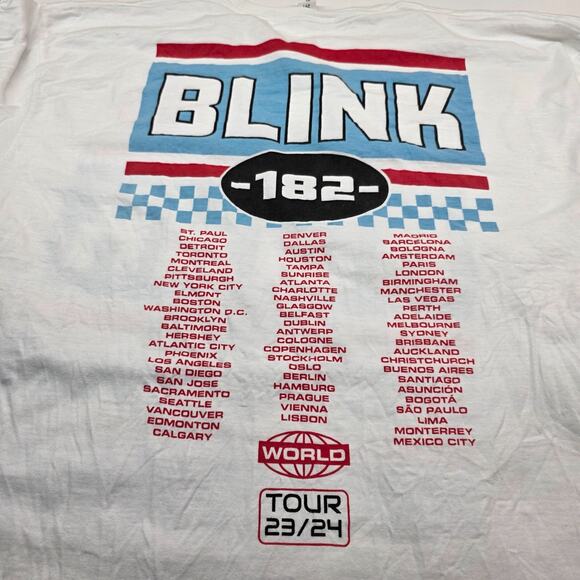 BLINK
-182-
ST. PAUL
CHICAGO
DETROIT
TORONTO
MONTREAL
CLEVELAND
PITTSBURGH
NEW YORK CITY
ELMONT
BOSTON
WASHINGTON D.C.
BROOKLYN
BALTIMORE
HERSHEY
ATLANTIC CITY
PHOENIX
LOS ANGELES
SAN DIEGO
SAN JOSE
SACRAMENTO
SEATTLE
VANCOUVER
EDMONTON
CALGARY
DENVER
DALLAS
AUSTIN
HOUSTON
TAMPA
SUNRISE
ATLANTA
CHARLOTTE
NASHVILLE
GLASGOW
BELFAST
DUBLIN
ANTWERP
COLOGNE
COPENHAGEN
STOCKHOLM
OSLO
BERLIN
HAMBURG
PRAGUE
VIENNA
LISBON
MADRID
BARCELONA
BOLOGNA
AMSTERDAM
PARIS
LONDON
BIRMINGHAM
MANCHESTER
LAS VEGAS
PERTH
ADELAIDE
MELBOURNE
SYDNEY
BRISBANE
AUCKLAND
CHRISTCHURCH
BUENOS AIRES
SANTIAGO
ASUNCIÓN
BOGOTÁ
SÃO PAULO
LIMA
MONTERREY
MEXICO CITY
WORLD
TOUR
23/24